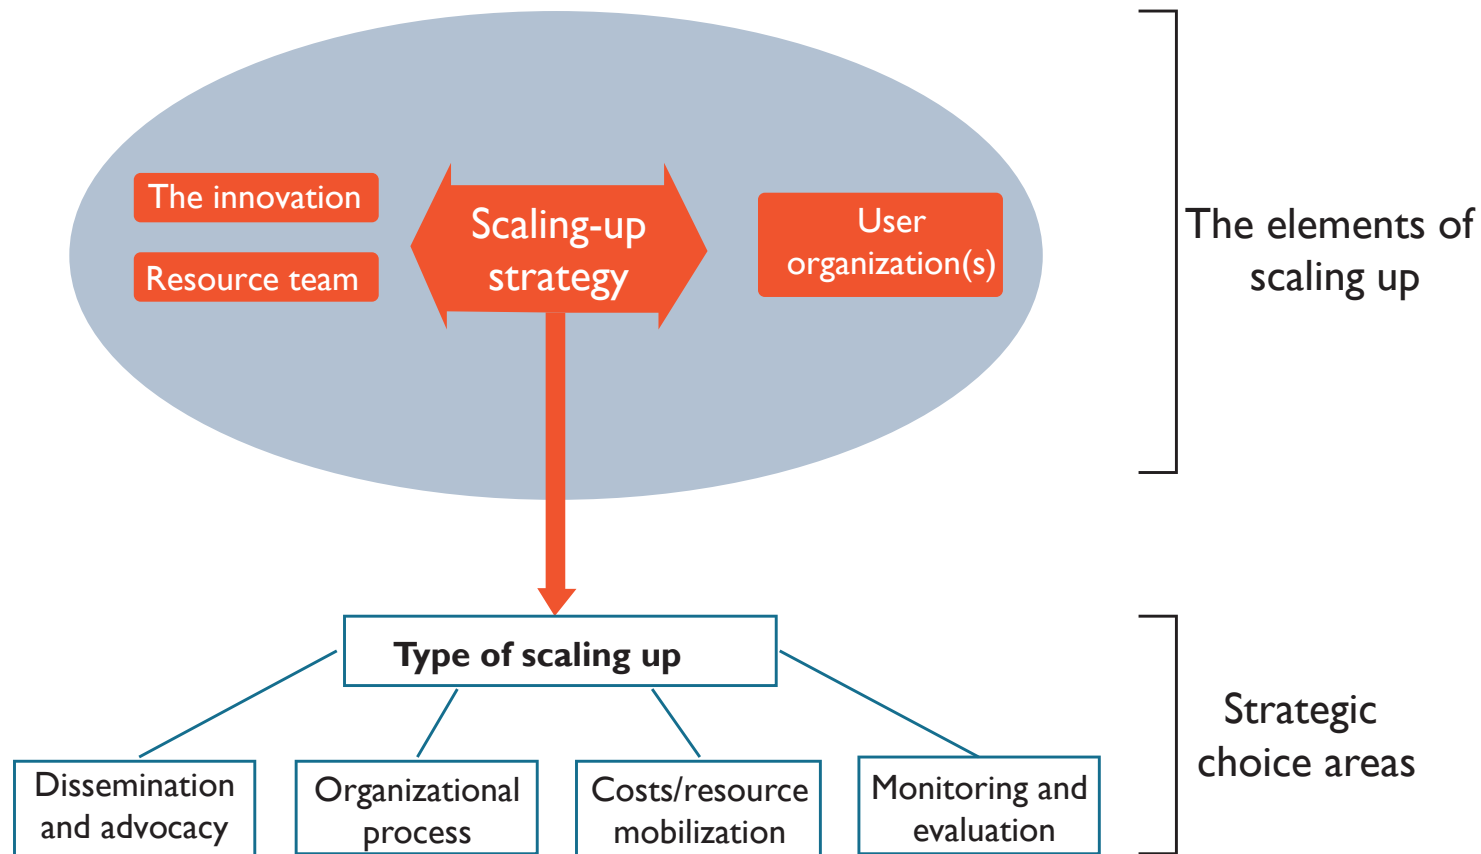 The innovation
Resource team
Scaling-up
strategy
User
organization(s)
The elements of
scaling up
Type of scaling up
Dissemination
and advocacy
Organizational
process
Costs/resource
mobilization
Monitoring and
evaluation
Strategic
choice areas